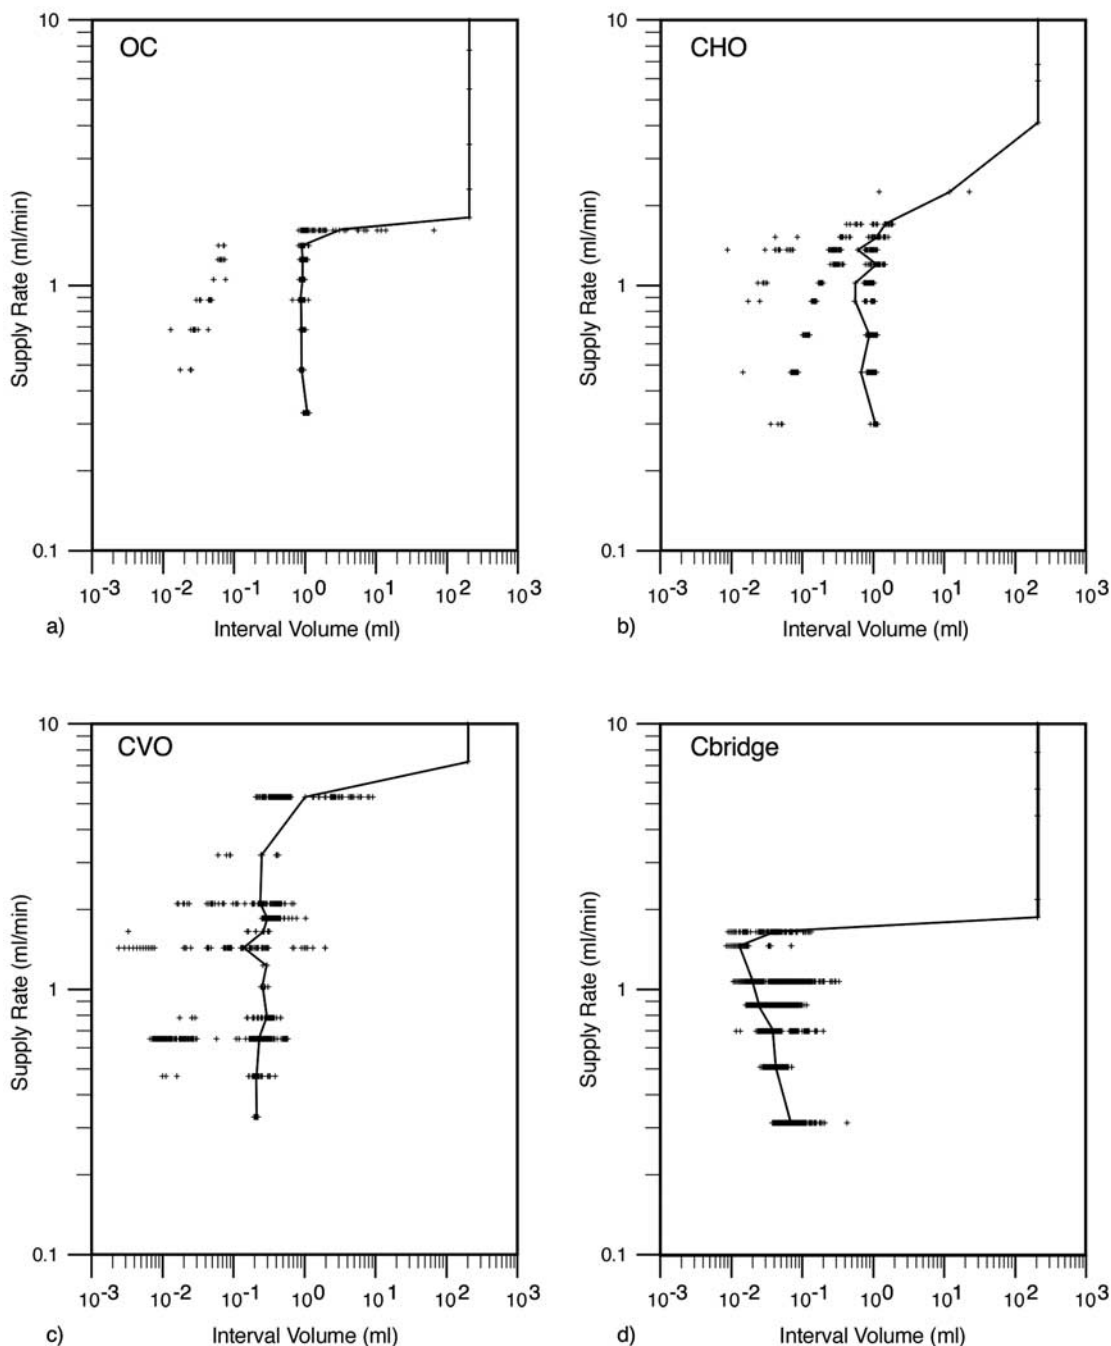 10
OC
Supply Rate (ml/min)
1
0.1
10-3 10-2 10-1 100 101 102 103
a) Interval Volume (ml)
10
CHO
Supply Rate (ml/min)
1
0.1
10-3 10-2 10-1 100 101 102 103
b) Interval Volume (ml)
10
CVO
Supply Rate (ml/min)
1
0.1
10-3 10-2 10-1 100 101 102 103
c) Interval Volume (ml)
10
Cbridge
Supply Rate (ml/min)
1
0.1
10-3 10-2 10-1 100 101 102 103
d) Interval Volume (ml)